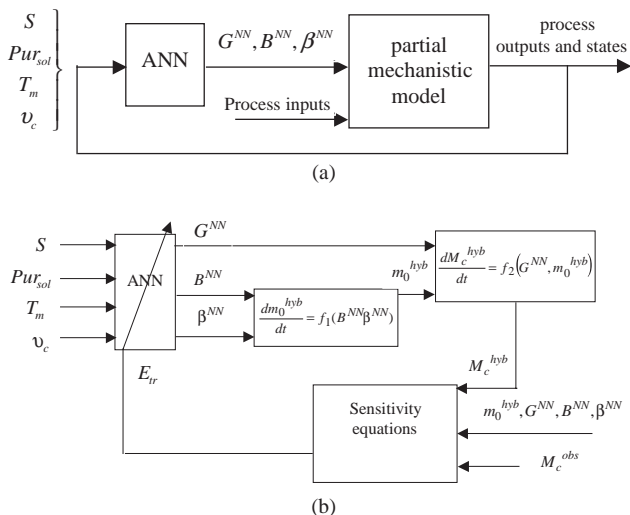 S
Pur_sol
T_m
υ_c
ANN
G^NN, B^NN, β^NN
Process inputs
partial
mechanistic
model
process
outputs and states
(a)
S
Pur_sol
T_m
υ_c
ANN
G^NN
B^NN
β^NN
E_tr
dm_0^hyb/dt = f_1(B^NN β^NN)
m_0^hyb
dM_c^hyb/dt = f_2(G^NN, m_0^hyb)
M_c^hyb
Sensitivity
equations
m_0^hyb, G^NN, B^NN, β^NN
M_c^obs
(b)